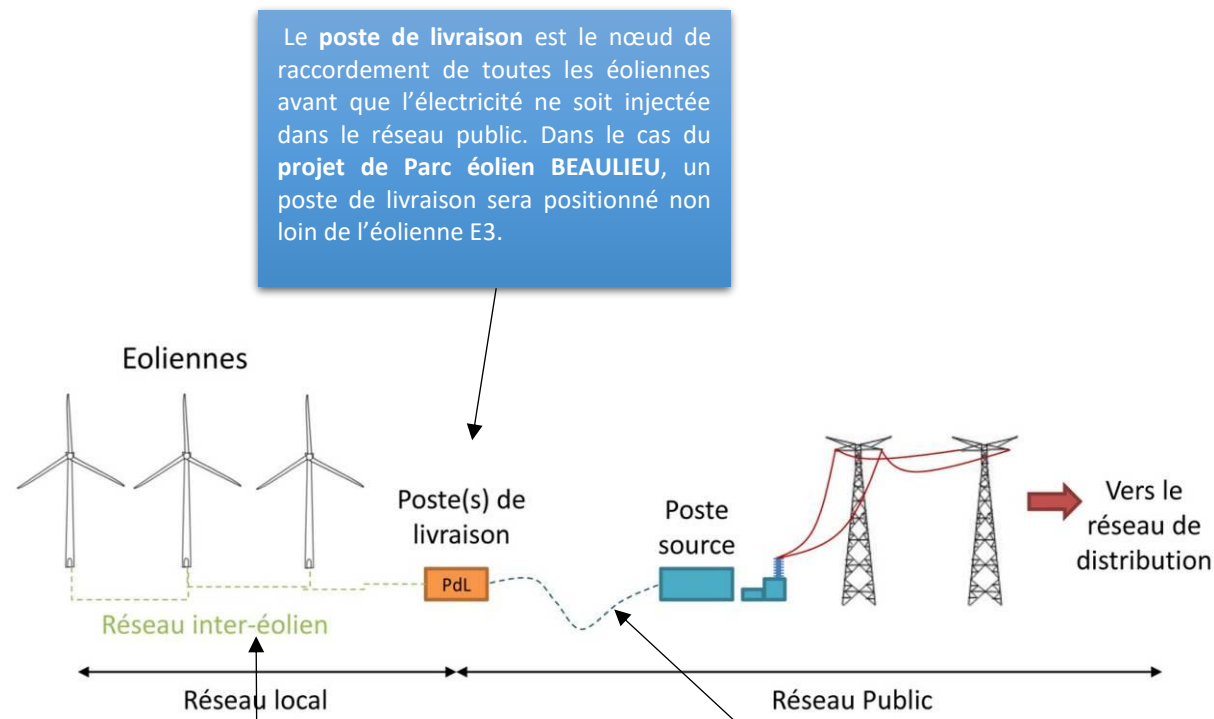 Le poste de livraison est le nœud de
raccordement de toutes les éoliennes
avant que l’électricité ne soit injectée
dans le réseau public. Dans le cas du
projet de Parc éolien BEAULIEU, un
poste de livraison sera positionné non
loin de l’éolienne E3.
Eoliennes
Poste(s) de
livraison
Poste
source
Vers le
réseau de
distribution
PdL
Réseau inter-éolien
Réseau local
Réseau Public